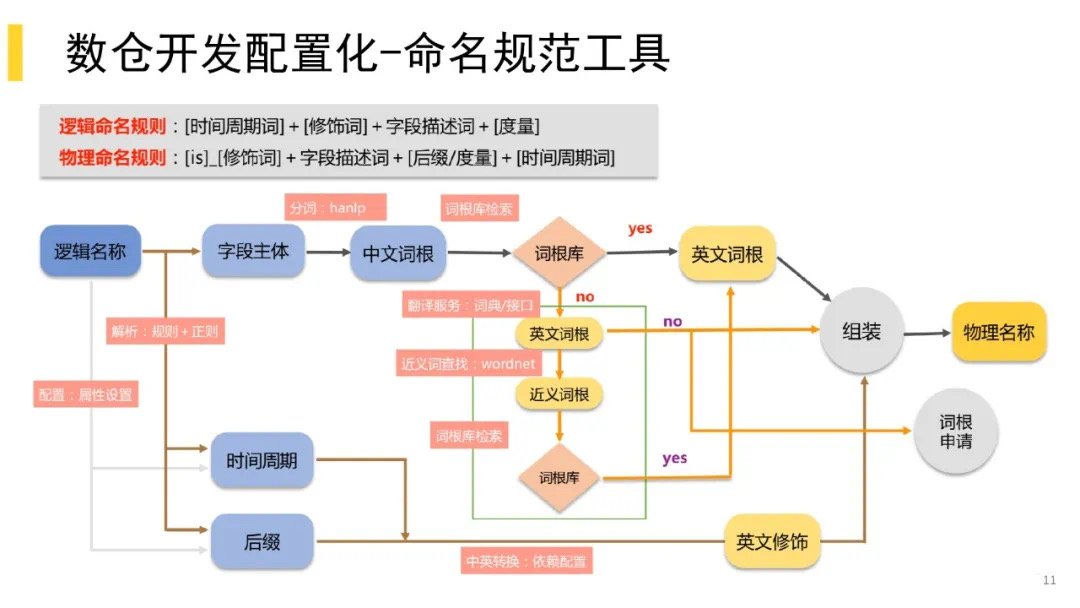 数仓开发配置化-命名规范工具
逻辑命名规则：[时间周期词] + [修饰词] + 字段描述词 + [度量]
物理命名规则：[is]_[修饰词] + 字段描述词 + [后缀/度量] + [时间周期词]
分词：hanlp
词根库检索
逻辑名称
字段主体
中文词根
词根库
yes
英文词根
no
翻译服务：词典/接口
解析：规则 + 正则
英文词根
no
组装
物理名称
近义词查找：wordnet
配置：属性设置
近义词根
词根库检索
词根
申请
时间周期
词根库
yes
后缀
英文修饰
中英转换：依赖配置
11